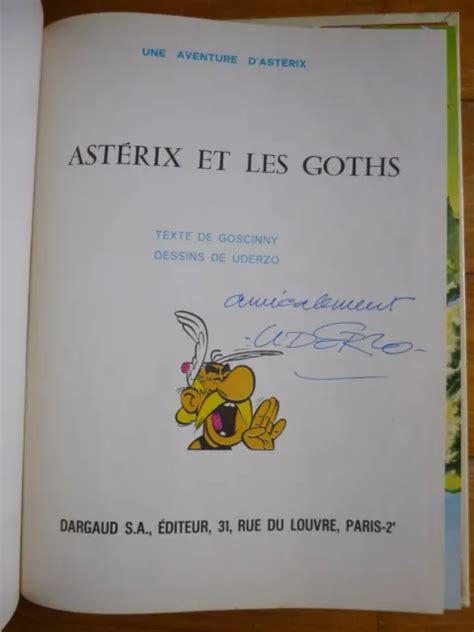 UNE AVENTURE D'ASTÉRIX
ASTÉRIX ET LES GOTHS
TEXTE DE GOSCINNY
DESSINS DE UDERZO
amicalement
-UDERZO-
DARGAUD S.A., ÉDITEUR, 31, RUE DU LOUVRE, PARIS-2e